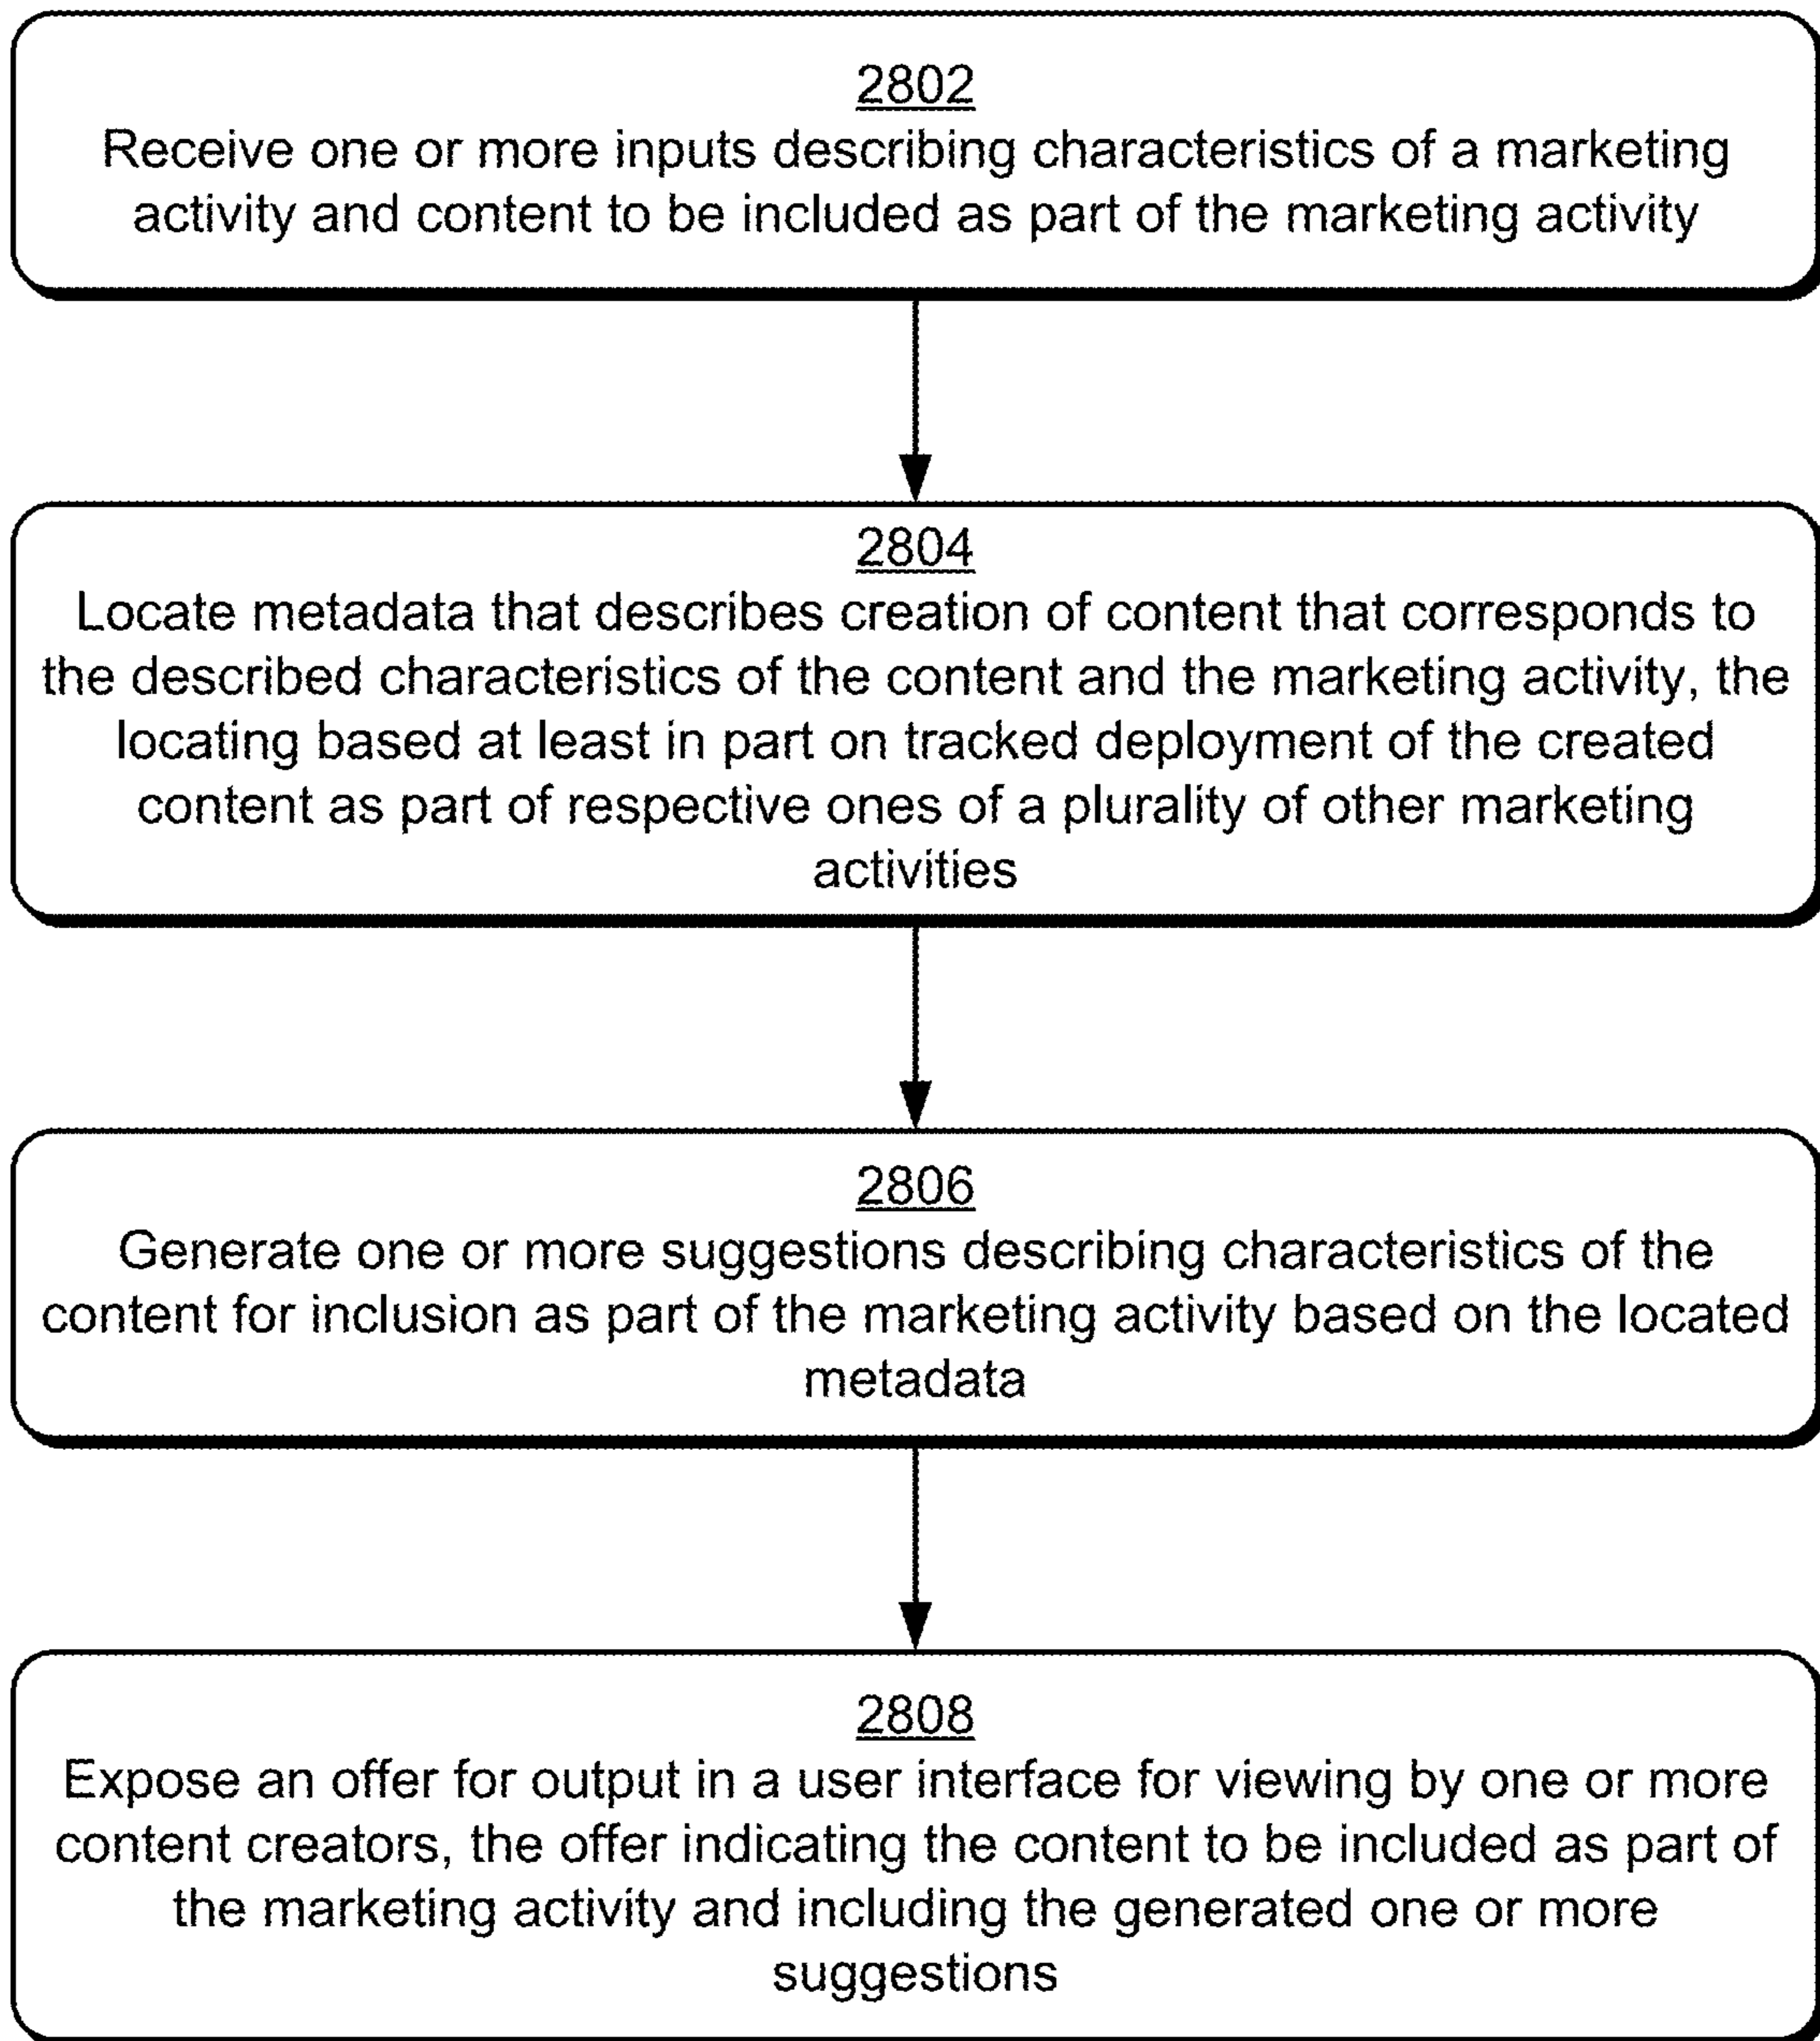 2802
Receive one or more inputs describing characteristics of a marketing
activity and content to be included as part of the marketing activity
2804
Locate metadata that describes creation of content that corresponds to
the described characteristics of the content and the marketing activity, the
locating based at least in part on tracked deployment of the created
content as part of respective ones of a plurality of other marketing
activities
2806
Generate one or more suggestions describing characteristics of the
content for inclusion as part of the marketing activity based on the located
metadata
2808
Expose an offer for output in a user interface for viewing by one or more
content creators, the offer indicating the content to be included as part of
the marketing activity and including the generated one or more
suggestions